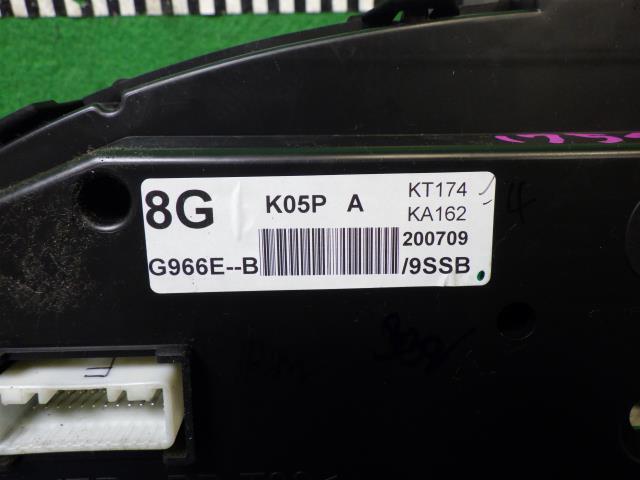 8G K05P A KT174
KA162
200709
G966E--B /9SSB